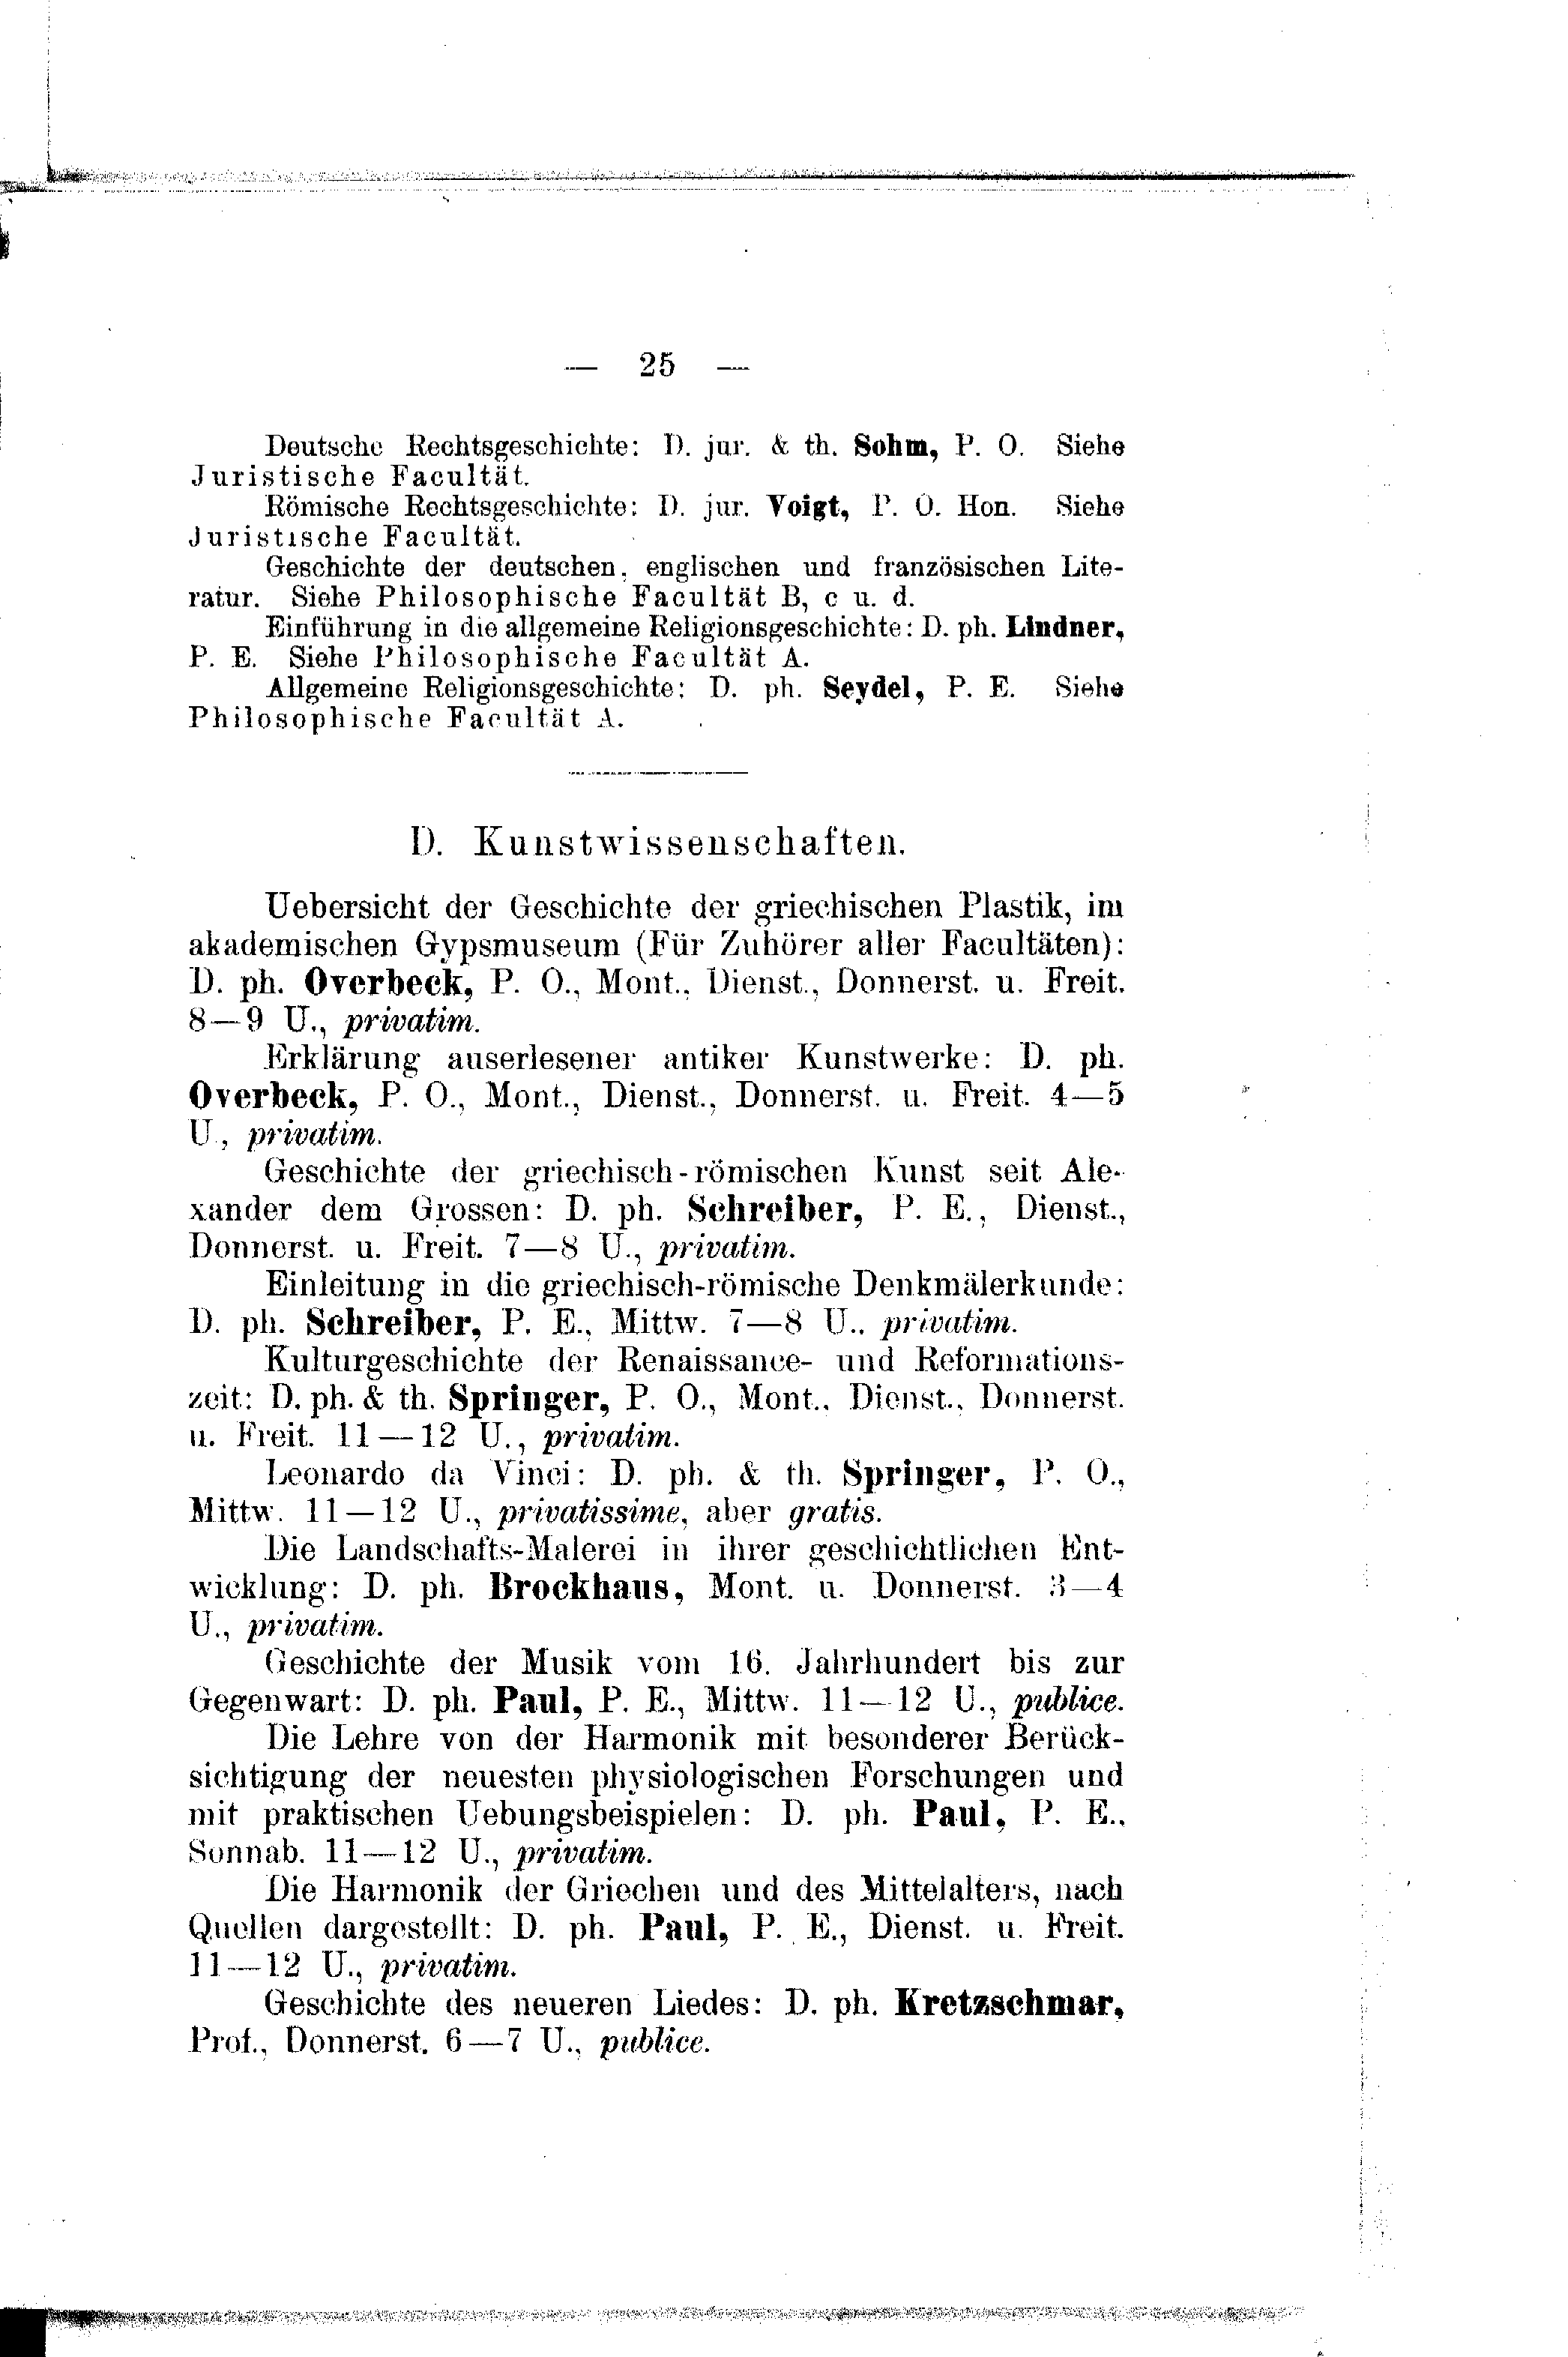 — 25 —
Deutsche Rechtsgeschichte: D. jur. & th. Sohm, P. O. Siehe
Juristische Facultät.
Römische Rechtsgeschichte: D. jur. Voigt, P. O. Hon. Siehe
Juristische Facultät.
Geschichte der deutschen, englischen und französischen Lite-
ratur. Siehe Philosophische Facultät B, c u. d.
Einführung in die allgemeine Religionsgeschichte: D. ph. Lindner,
P. E. Siehe Philosophische Facultät A.
Allgemeine Religionsgeschichte: D. ph. Seydel, P. E. Siehe
Philosophische Facultät A.
D. Kunstwissenschaften.
Uebersicht der Geschichte der griechischen Plastik, im
akademischen Gypsmuseum (Für Zuhörer aller Facultäten):
D. ph. Overbeck, P. O., Mont., Dienst., Donnerst. u. Freit.
8—9 U., privatim.
Erklärung auserlesener antiker Kunstwerke: D. ph.
Overbeck, P. O., Mont., Dienst., Donnerst. u. Freit. 4—5
U., privatim.
Geschichte der griechisch-römischen Kunst seit Ale-
xander dem Grossen: D. ph. Schreiber, P. E., Dienst.,
Donnerst. u. Freit. 7—8 U., privatim.
Einleitung in die griechisch-römische Denkmälerkunde:
D. ph. Schreiber, P. E., Mittw. 7—8 U., privatim.
Kulturgeschichte der Renaissance- und Reformations-
zeit: D. ph. & th. Springer, P. O., Mont., Dienst., Donnerst.
u. Freit. 11—12 U., privatim.
Leonardo da Vinci: D. ph. & th. Springer, P. O.,
Mittw. 11—12 U., privatissime, aber gratis.
Die Landschafts-Malerei in ihrer geschichtlichen Ent-
wicklung: D. ph. Brockhaus, Mont. u. Donnerst. 3—4
U., privatim.
Geschichte der Musik vom 16. Jahrhundert bis zur
Gegenwart: D. ph. Paul, P. E., Mittw. 11—12 U., publice.
Die Lehre von der Harmonik mit besonderer Berück-
sichtigung der neuesten physiologischen Forschungen und
mit praktischen Uebungsbeispielen: D. ph. Paul, P. E.,
Sonnab. 11—12 U., privatim.
Die Harmonik der Griechen und des Mittelalters, nach
Quellen dargestellt: D. ph. Paul, P. E., Dienst. u. Freit.
11—12 U., privatim.
Geschichte des neueren Liedes: D. ph. Kretzschmar,
Prof., Donnerst. 6—7 U., publice.